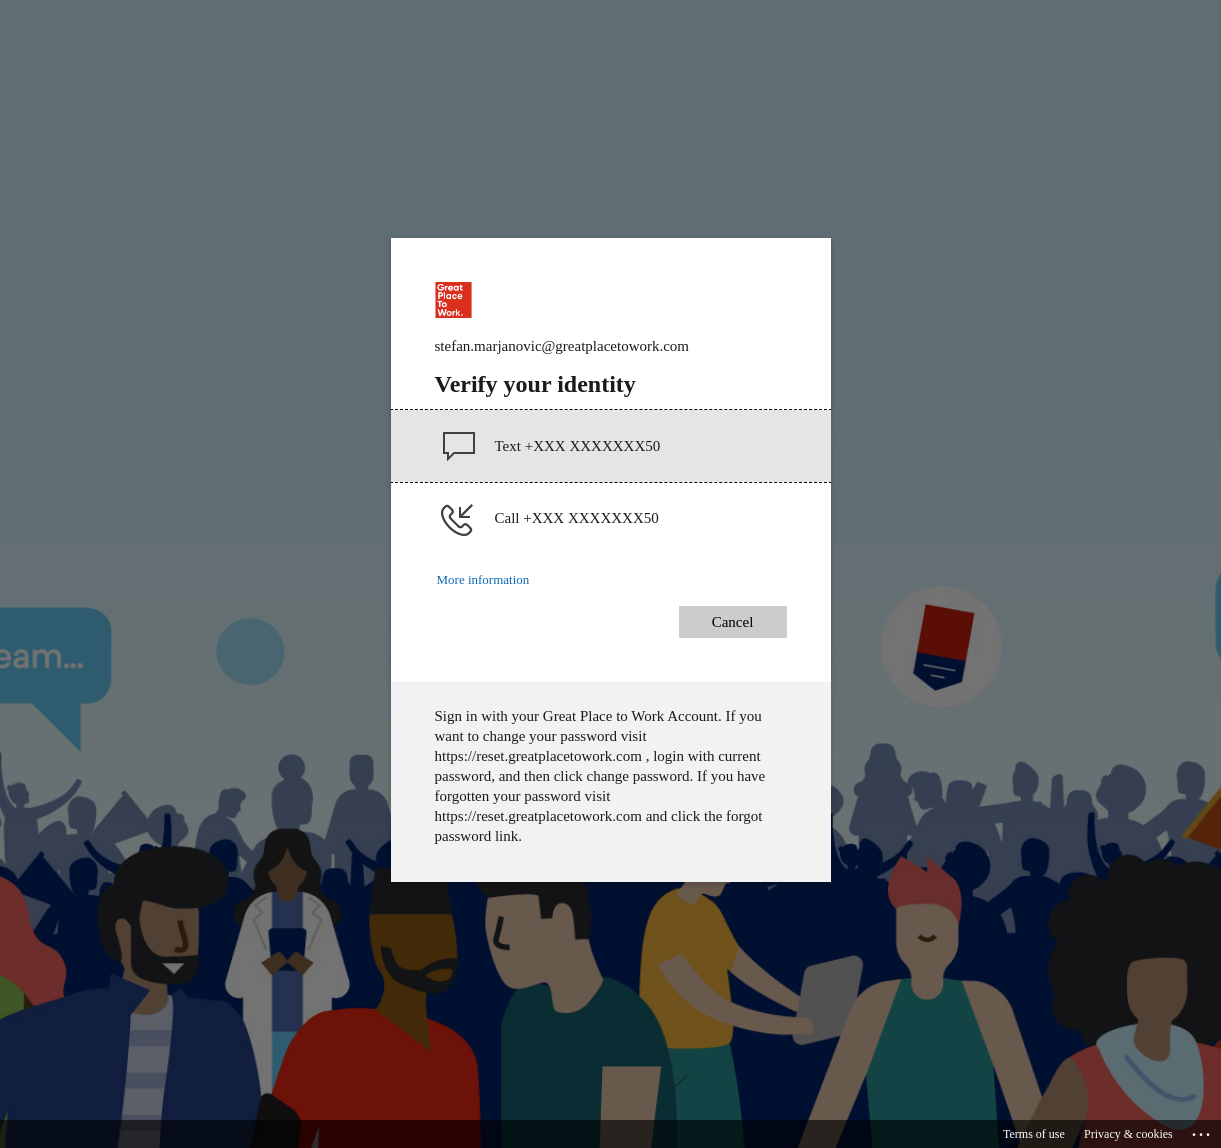 Great
Place
To
Work.
stefan.marjanovic@greatplacetowork.com
Verify your identity
Text +XXX XXXXXXX50
Call +XXX XXXXXXX50
More information
Cancel
eam...
Sign in with your Great Place to Work Account. If you
want to change your password visit
https://reset.greatplacetowork.com , login with current
password, and then click change password. If you have
forgotten your password visit
https://reset.greatplacetowork.com and click the forgot
password link.
Terms of use Privacy & cookies ...